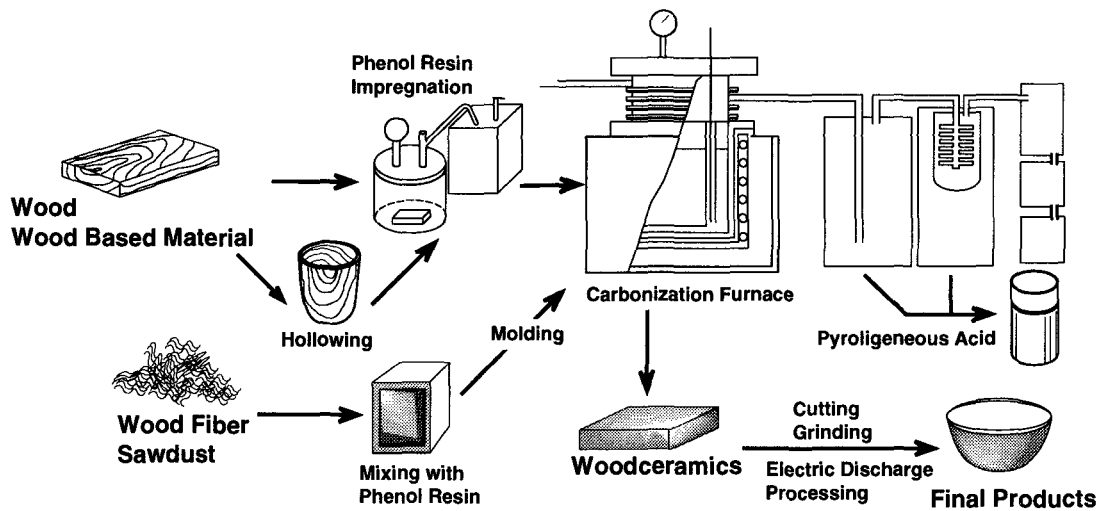 Phenol Resin
Impregnation
Wood
Wood Based Material
Hollowing
Carbonization Furnace
Molding
Pyroligeneous Acid
Wood Fiber
Sawdust
Mixing with
Phenol Resin
Woodceramics
Cutting
Grinding
Electric Discharge
Processing
Final Products